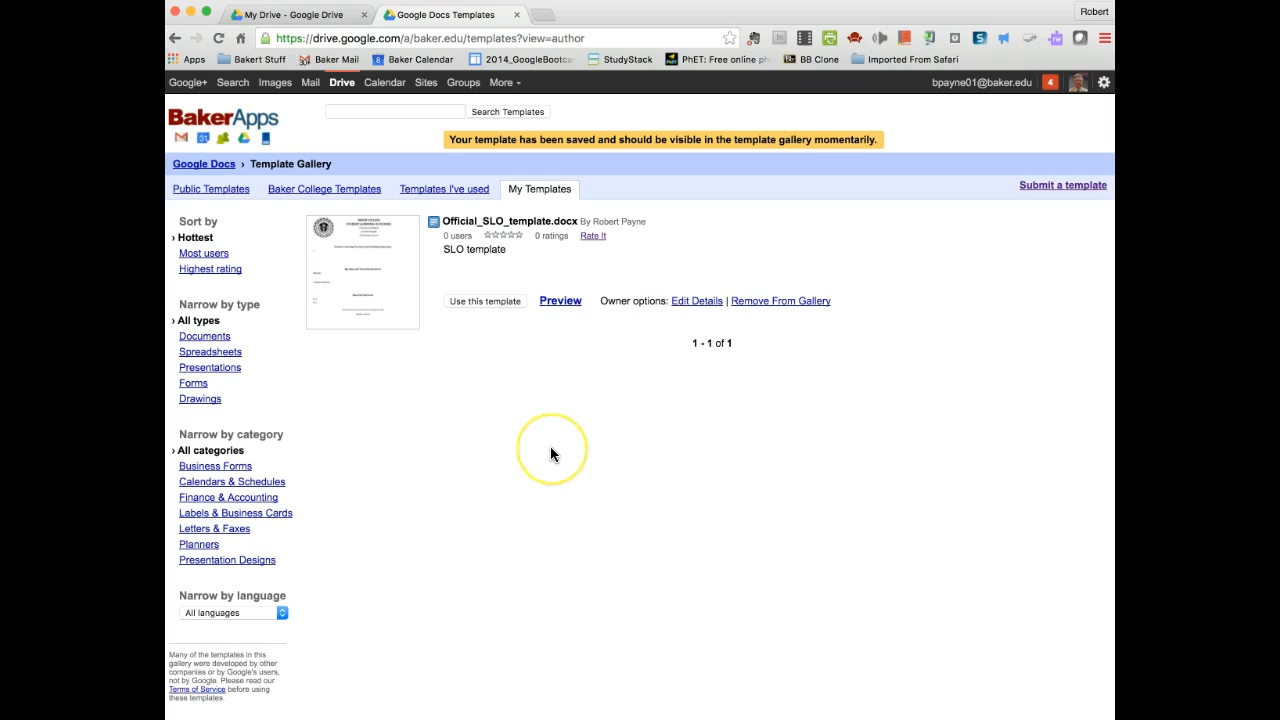 My Drive - Google Drive
Google Docs Templates
Robert
https://drive.google.com/a/baker.edu/templates?view=author
Apps
Bakert Stuff
Baker Mail
Baker Calendar
2014_GoogleBootca
StudyStack
PhET: Free online ph
BB Clone
Imported From Safari
Google+ Search Images Mail Drive Calendar Sites Groups More
bpayne01@baker.edu
4
BakerApps
Search Templates
Your template has been saved and should be visible in the template gallery momentarily.
Google Docs › Template Gallery
Public Templates
Baker College Templates
Templates I've used
My Templates
Submit a template
Sort by
› Hottest
Most users
Highest rating
Narrow by type
› All types
Documents
Spreadsheets
Presentations
Forms
Drawings
Narrow by category
› All categories
Business Forms
Calendars & Schedules
Finance & Accounting
Labels & Business Cards
Letters & Faxes
Planners
Presentation Designs
Narrow by language
All languages
Many of the templates in this
gallery were developed by other
companies or by Google's users,
not by Google. Please read our
Terms of Service before using
these templates.
Official_SLO_template.docx By Robert Payne
0 users 0 ratings Rate It
SLO template
Use this template
Preview
Owner options: Edit Details | Remove From Gallery
1 - 1 of 1